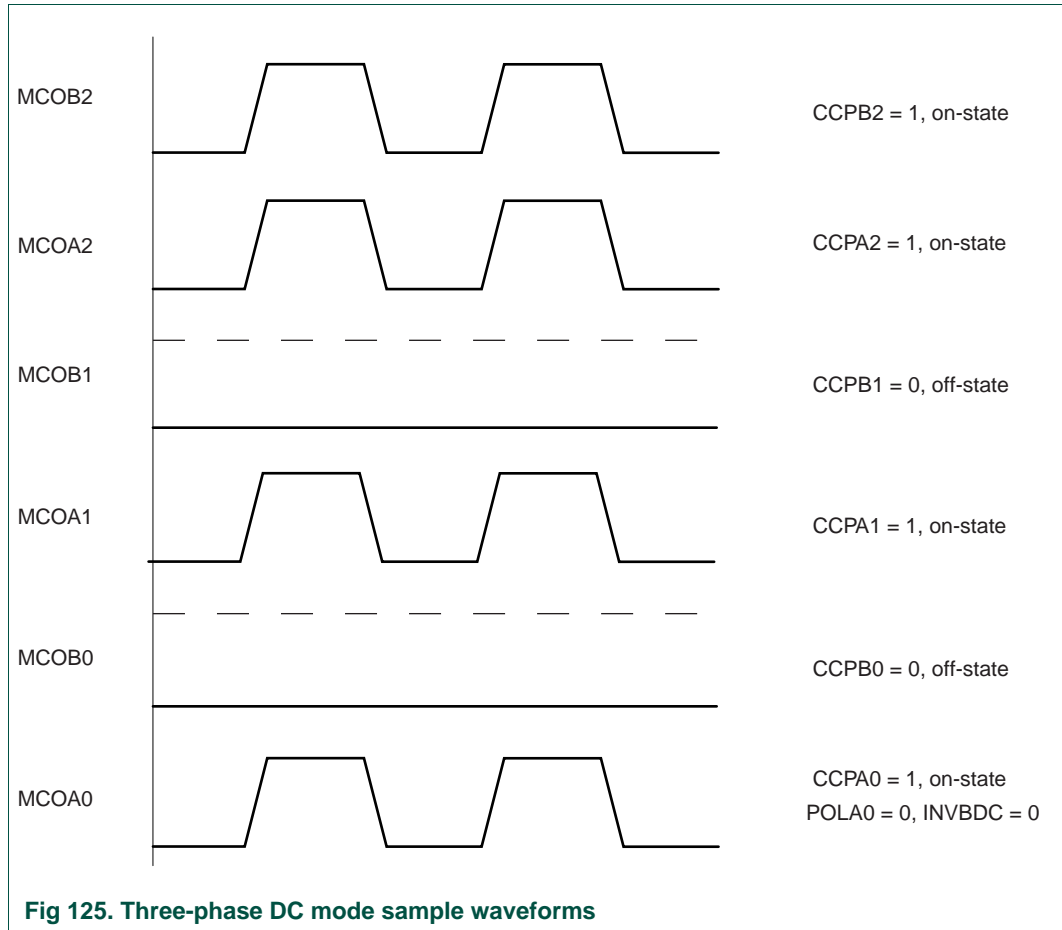 MCOB2
CCPB2 = 1, on-state
MCOA2
CCPA2 = 1, on-state
MCOB1
CCPB1 = 0, off-state
MCOA1
CCPA1 = 1, on-state
MCOB0
CCPB0 = 0, off-state
MCOA0
CCPA0 = 1, on-state
POLA0 = 0, INVBDC = 0
Fig 125. Three-phase DC mode sample waveforms